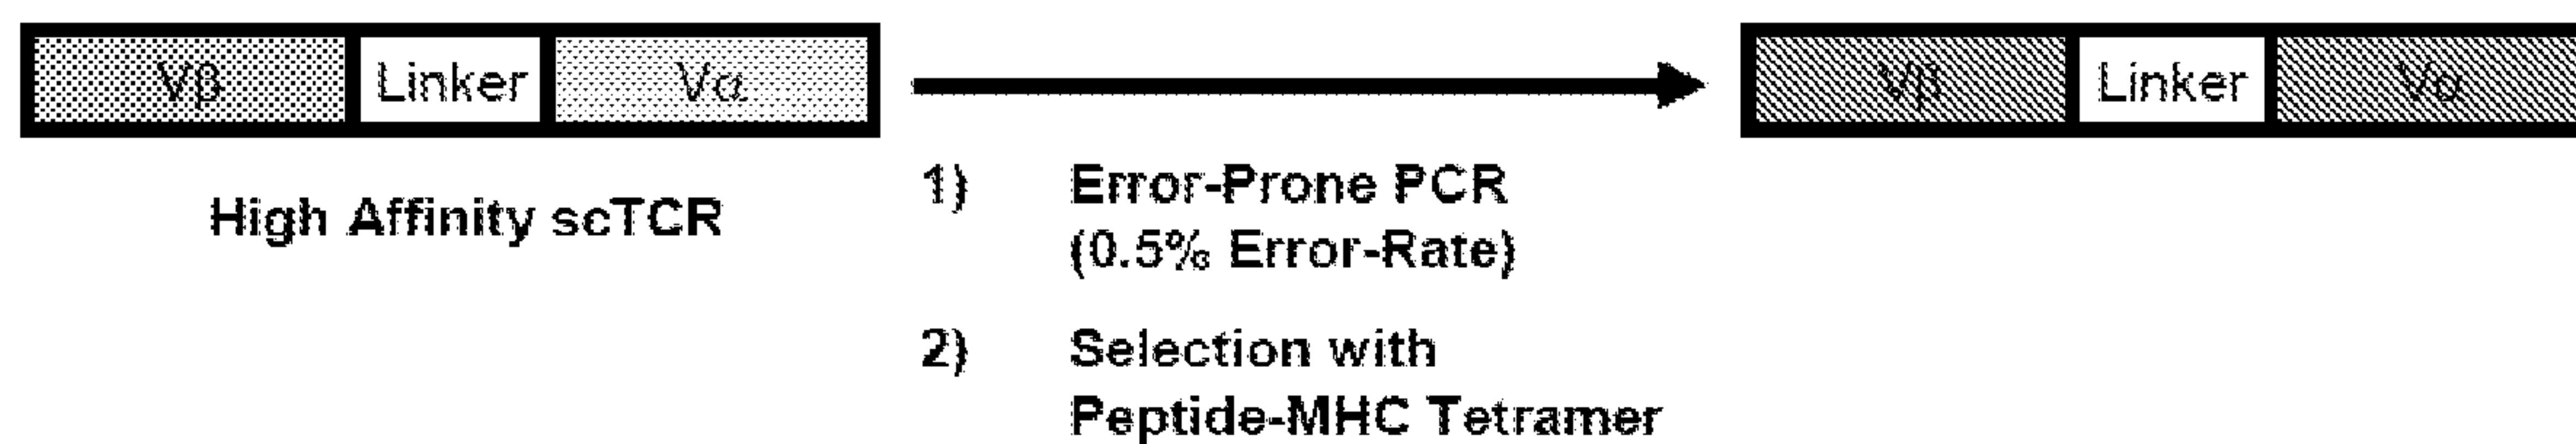 Vβ Linker Vα
Vβ Linker Vα
High Affinity scTCR
1) Error-Prone PCR
(0.5% Error-Rate)
2) Selection with
Peptide-MHC Tetramer